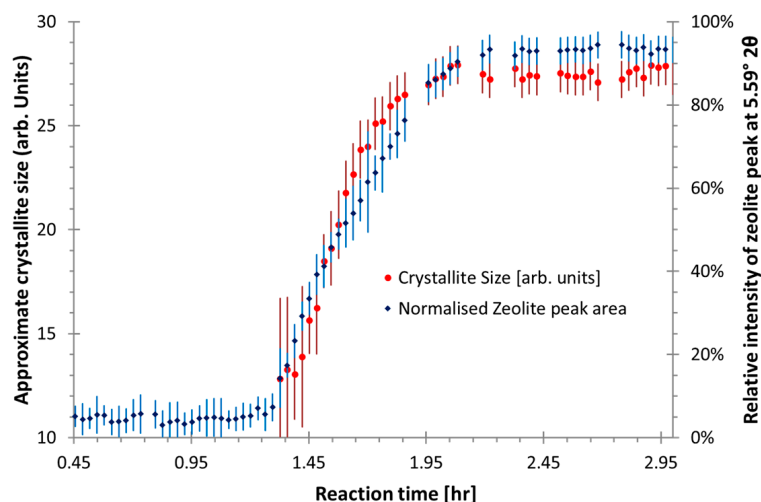 Approximate crystallite size (arb. Units)
30
25
20
15
10
100%
80%
60%
40%
20%
0%
Relative intensity of zeolite peak at 5.59° 2θ
Crystallite Size [arb. units]
Normalised Zeolite peak area
0.45 0.95 1.45 1.95 2.45 2.95
Reaction time [hr]